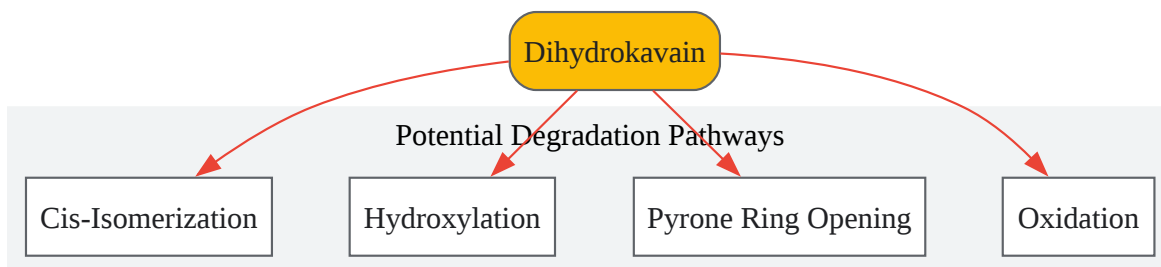 Dihydrokavain
Potential Degradation Pathways
Cis-Isomerization
Hydroxylation
Pyrone Ring Opening
Oxidation